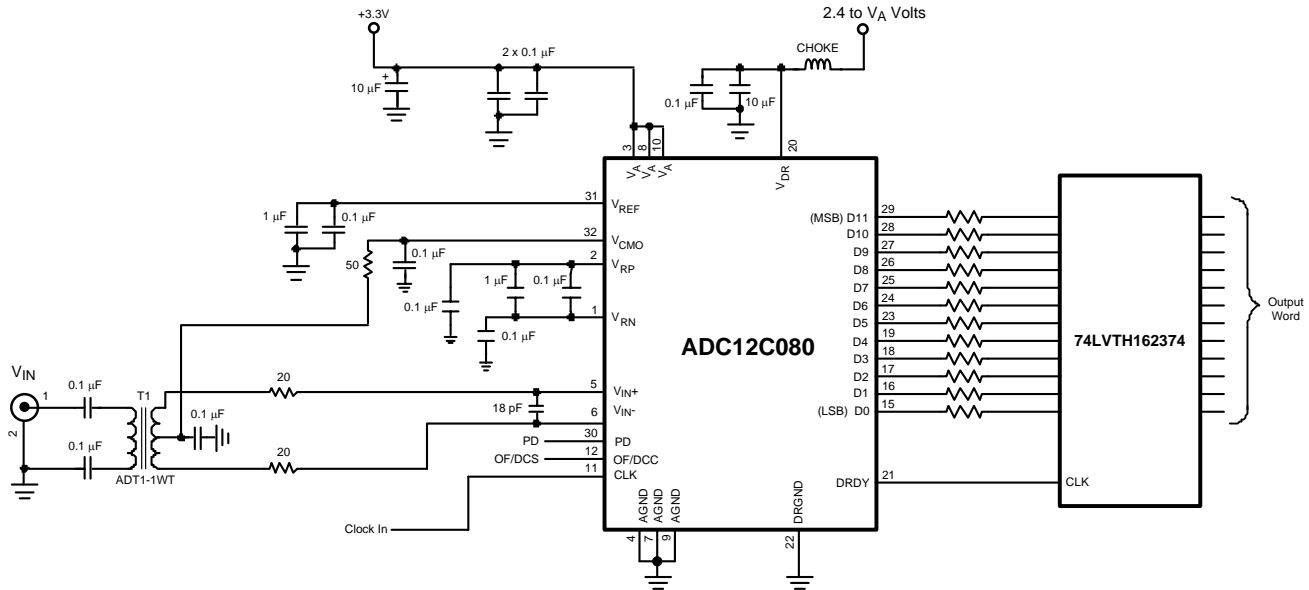 +3.3V
2.4 to VA Volts
CHOKE
2 x 0.1 µF
+
10 µF
0.1 µF
10 µF
3
8
10
20
VA
VA
VA
VDR
31
VREF
1 µF
0.1 µF
32
VCMO
50
0.1 µF
2
VRP
1 µF
0.1 µF
0.1 µF
1
VRN
0.1 µF
ADC12C080
(MSB) D11
29
D10
28
D9
27
D8
26
D7
25
D6
24
D5
23
D4
19
D3
18
D2
17
D1
16
(LSB) D0
15
74LVTH162374
Output
Word
VIN
1
2
0.1 µF
0.1 µF
T1
ADT1-1WT
0.1 µF
20
20
18 pF
5
VIN+
6
VIN-
PD
30
PD
OF/DCS
12
OF/DCC
11
CLK
Clock In
DRDY
21
CLK
AGND
AGND
AGND
DRGND
4
7
9
22